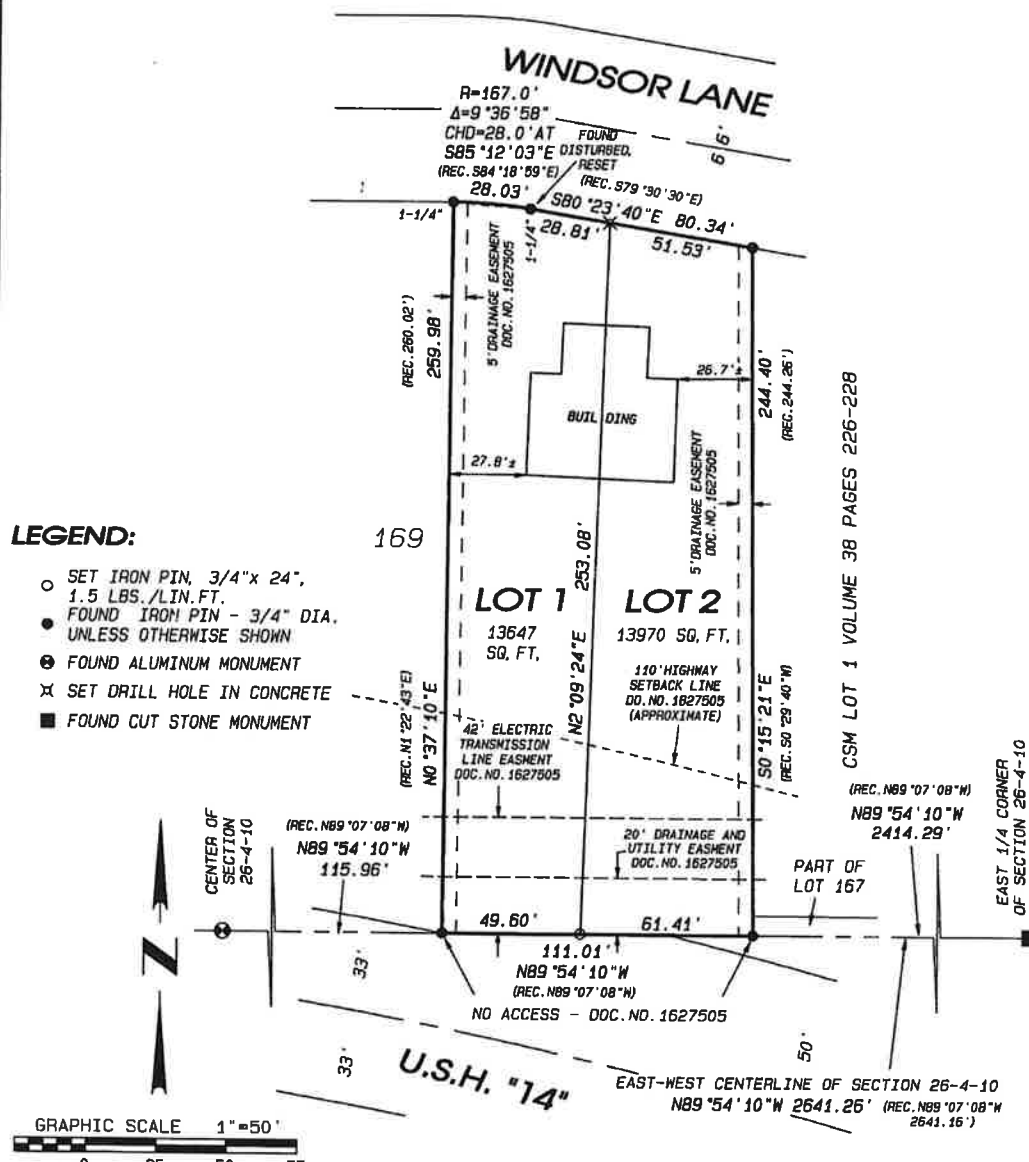 WINDSOR LANE
R=167.0'
Δ=9°36'58"
CHD=28.0'AT
S85°12'03"E
(REC.S84°18'59"E)
28.03'
FOUND
DISTURBED,
RESET
(REC.S79°30'30"E)
S80°23'40"E 80.34'
6 6'
1-1/4"
1-1/4"
28.81'
51.53'
5'DRAINAGE EASEMENT
DOC.NO.1627505
(REC.260.02')
259.98'
26.7'±
BUILDING
27.8'±
244.40'
(REC.244.26')
5'DRAINAGE EASEMENT
DOC.NO.1627505
CSM LOT 1 VOLUME 38 PAGES 226-228
LEGEND:
SET IRON PIN, 3/4"x 24",
1.5 LBS./LIN.FT.
FOUND IRON PIN - 3/4" DIA.
UNLESS OTHERWISE SHOWN
FOUND ALUMINUM MONUMENT
SET DRILL HOLE IN CONCRETE
FOUND CUT STONE MONUMENT
169
LOT 1
13647
SQ.FT.
253.08'
N2°09'24"E
LOT 2
13970 SQ.FT.
110'HIGHWAY
SETBACK LINE
DO.NO.1627505
(APPROXIMATE)
(REC.N1°22'43"E)
N0°37'10"E
42' ELECTRIC
TRANSMISSION
LINE EASMENT
DOC.NO.1627505
S0°15'21"E
(REC.S0°29'40"W)
20' DRAINAGE AND
UTILITY EASMENT
DOC.NO.1627505
(REC.N89°07'08"W)
N89°54'10"W
2414.29'
EAST 1/4 CORNER
OF SECTION 26-4-10
CENTER OF
SECTION
26-4-10
(REC.N89°07'08"W)
N89°54'10"W
115.96'
PART OF
LOT 167
49.60'
61.41'
111.01'
N89°54'10"W
(REC.N89°07'08"W)
NO ACCESS - DOC.NO.1627505
N
33'
33'
50'
U.S.H. "14"
EAST-WEST CENTERLINE OF SECTION 26-4-10
N89°54'10"W 2641.26' (REC.N89°07'08"W
2641.16')
GRAPHIC SCALE 1"=50'